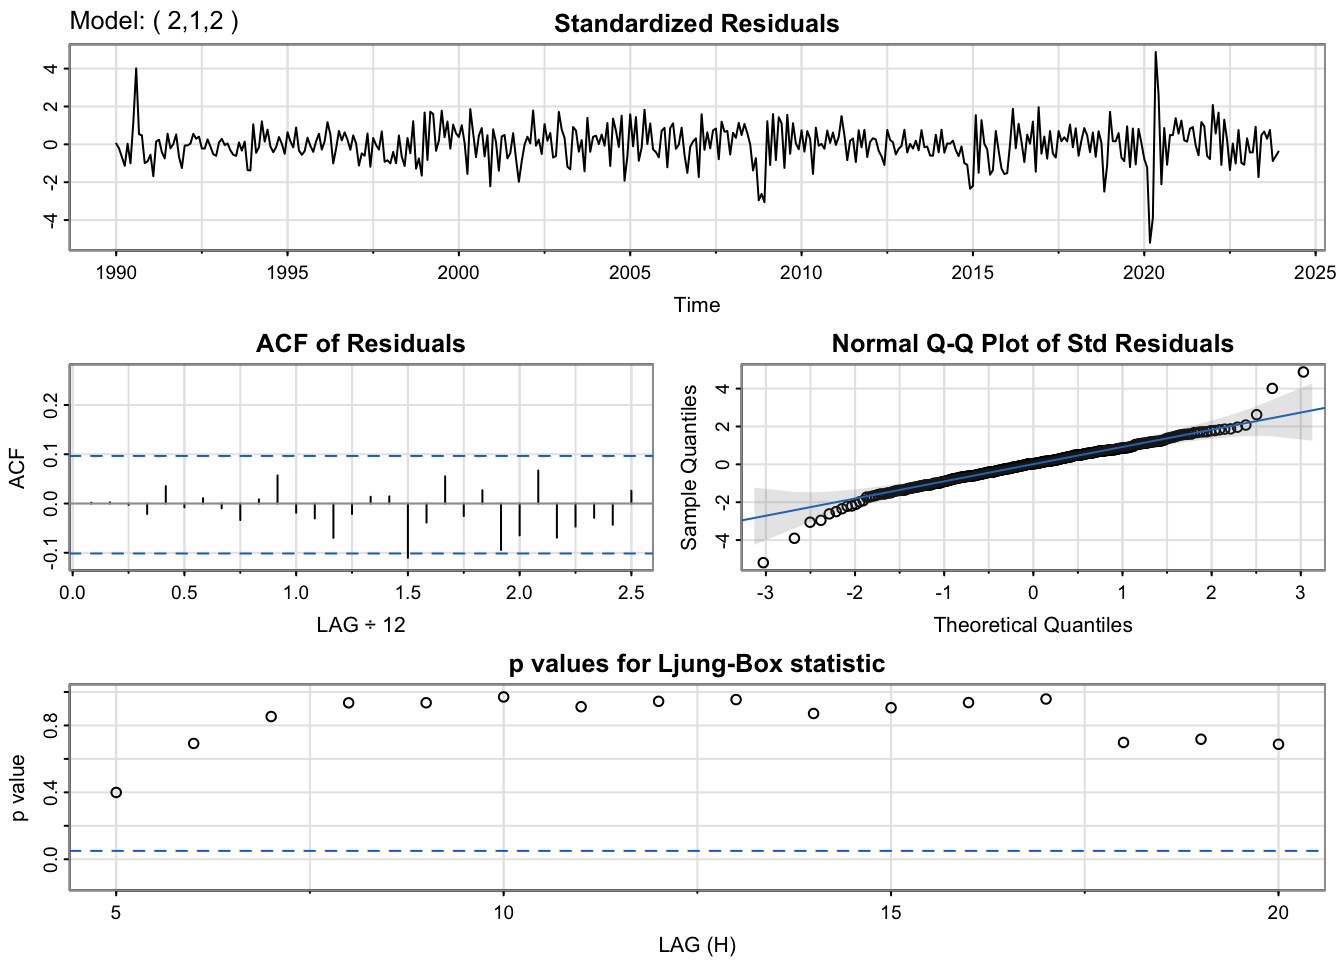 Model: ( 2,1,2 )
Standardized Residuals
4
2
0
-2
-4
1990 1995 2000 2005 2010 2015 2020 2025
Time
ACF of Residuals
ACF
0.2
0.1
0.0
-0.1
0.0 0.5 1.0 1.5 2.0 2.5
LAG ÷ 12
Normal Q-Q Plot of Std Residuals
Sample Quantiles
4
2
0
-2
-4
-3 -2 -1 0 1 2 3
Theoretical Quantiles
p values for Ljung-Box statistic
p value
0.8
0.4
0.0
5 10 15 20
LAG (H)